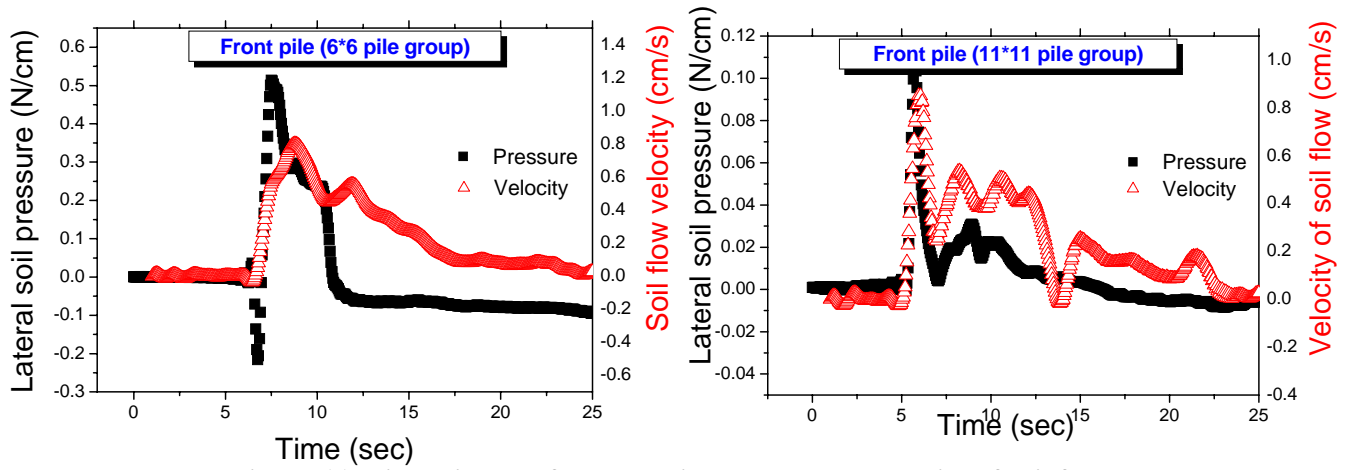 Front pile (6*6 pile group)
Lateral soil pressure (N/cm)
0.6
0.5
0.4
0.3
0.2
0.1
0.0
-0.1
-0.2
-0.3
1.4
1.2
1.0
0.8
0.6
0.4
0.2
0.0
-0.2
-0.4
-0.6
Soil flow velocity (cm/s)
Pressure
Velocity
0 5 10 15 20 25
Time (sec)
Front pile (11*11 pile group)
Lateral soil pressure (N/cm)
0.12
0.10
0.08
0.06
0.04
0.02
0.00
-0.02
-0.04
1.0
0.8
0.6
0.4
0.2
0.0
-0.2
-0.4
Velocity of soil flow (cm/s)
Pressure
Velocity
0 5 10 15 20 25
Time (sec)